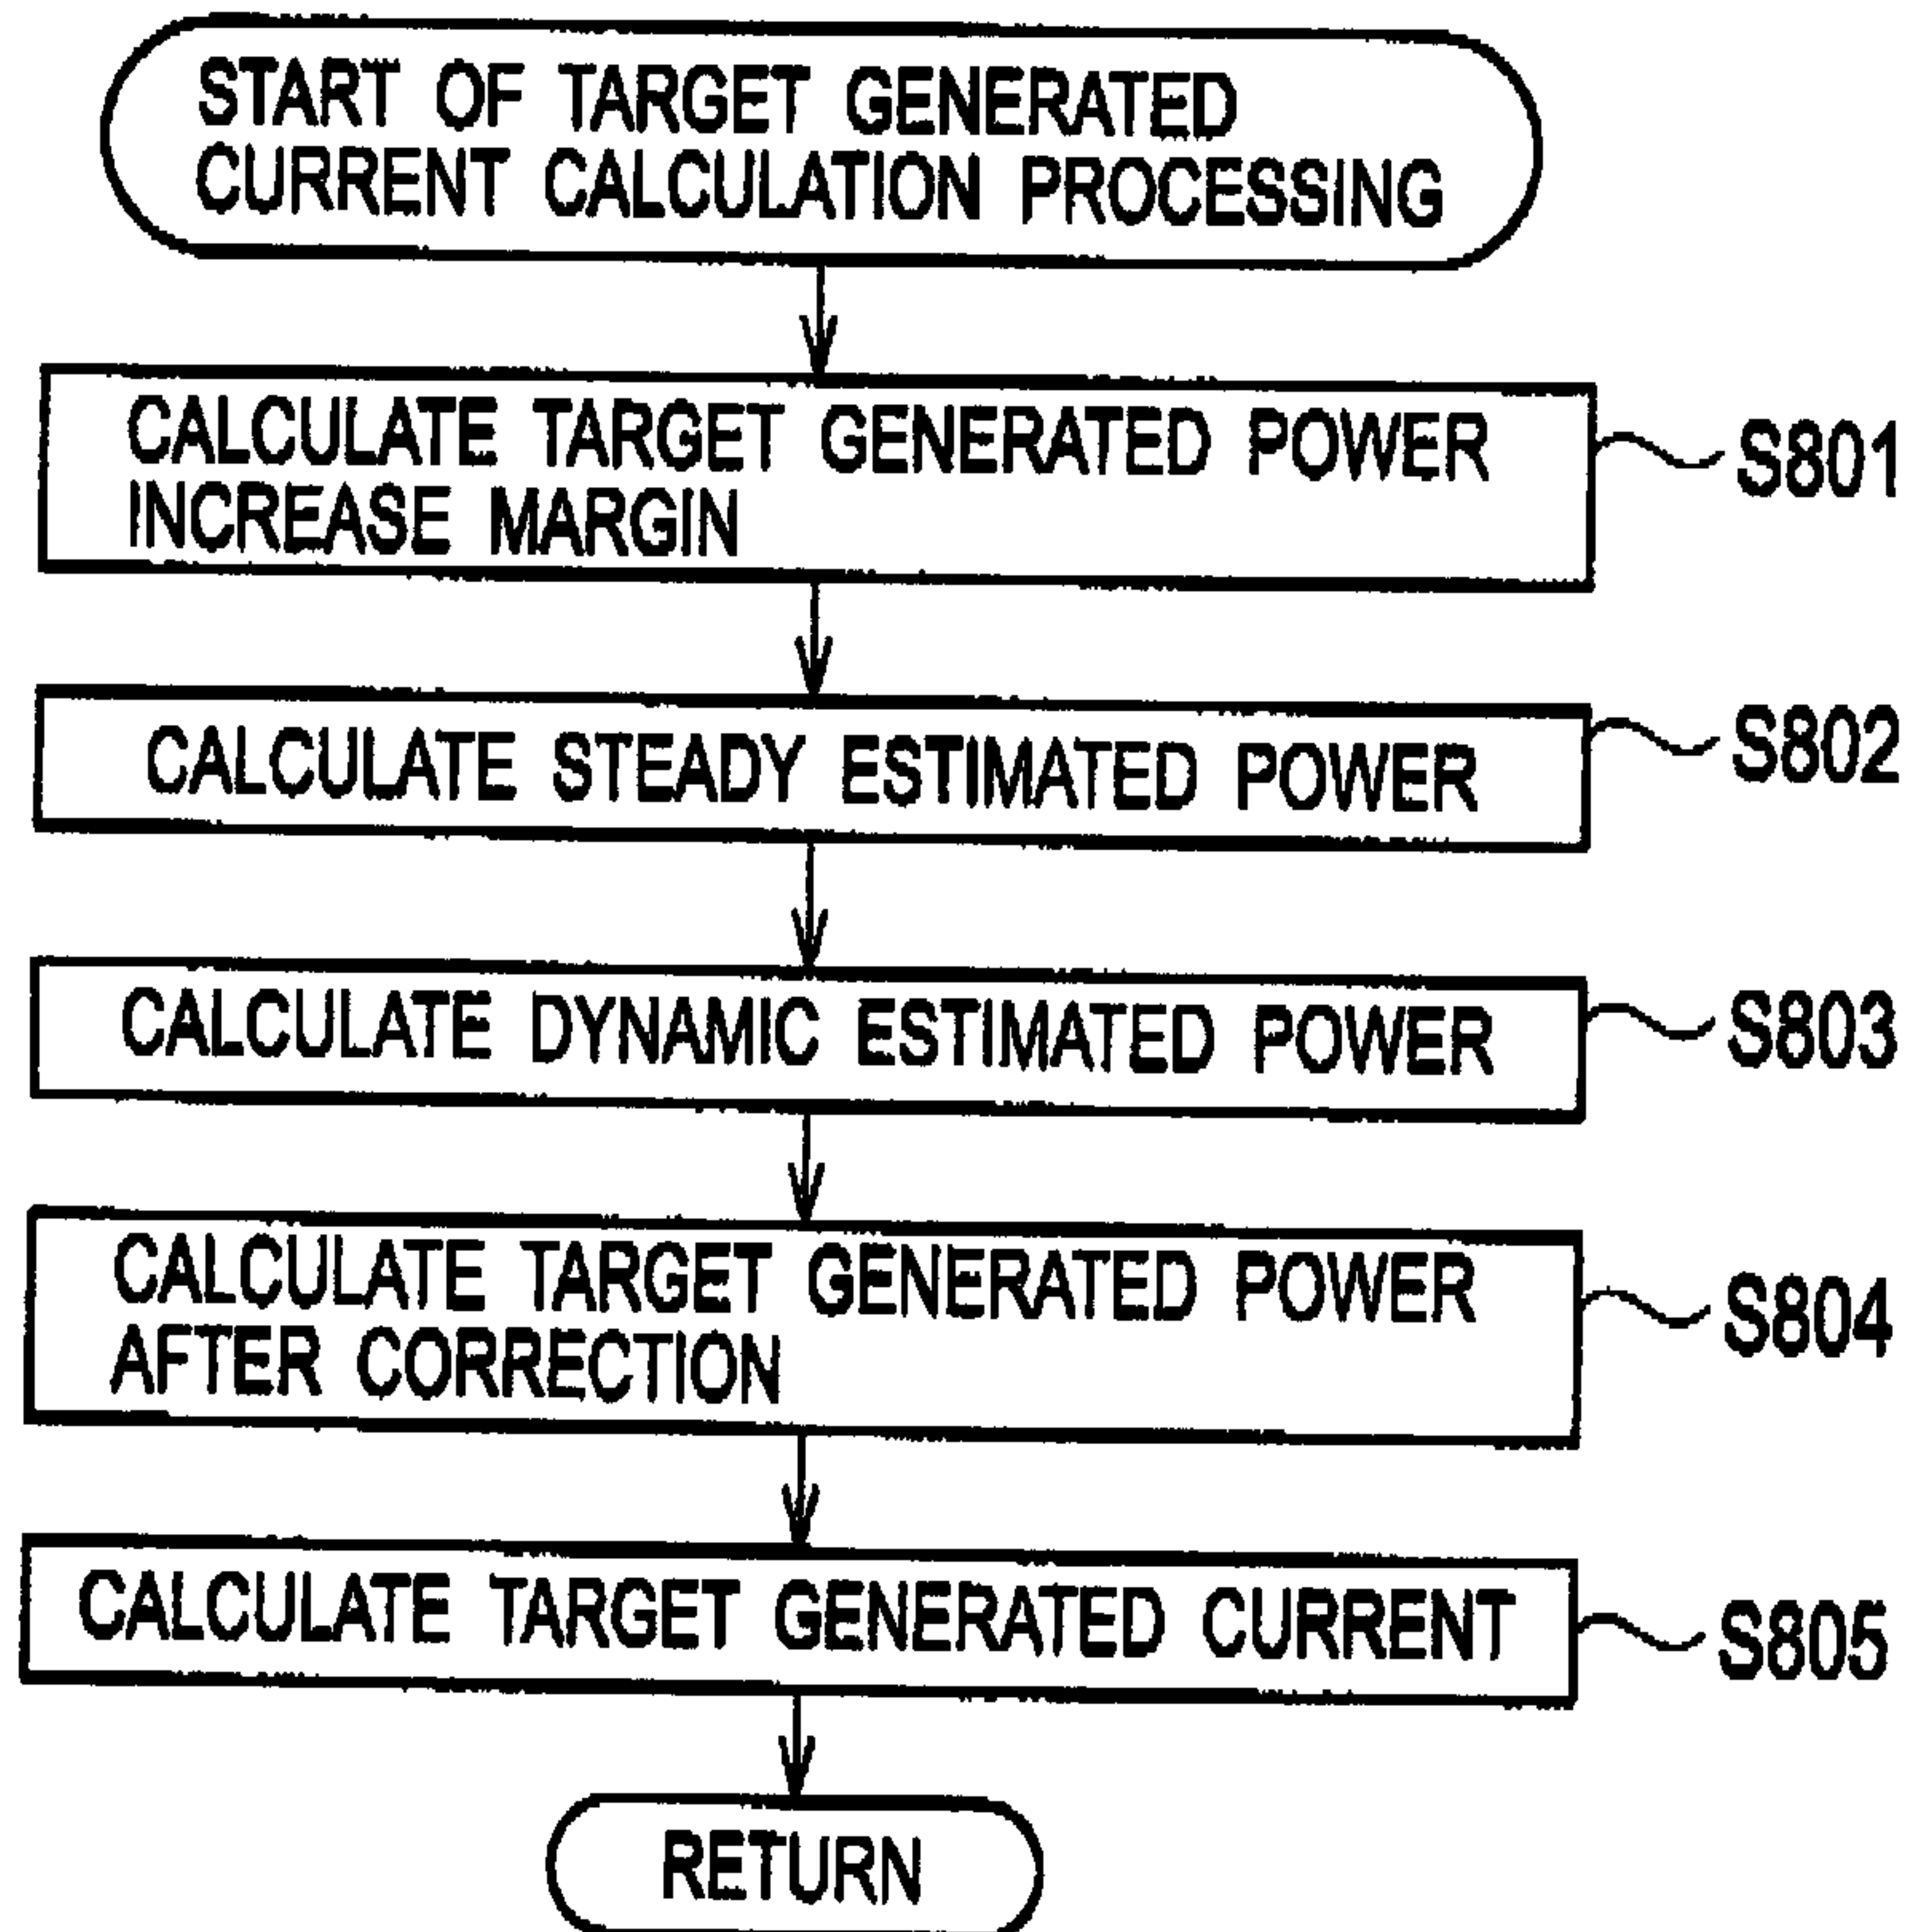 START OF TARGET GENERATED
CURRENT CALCULATION PROCESSING
CALCULATE TARGET GENERATED POWER
INCREASE MARGIN
S801
CALCULATE STEADY ESTIMATED POWER
S802
CALCULATE DYNAMIC ESTIMATED POWER
S803
CALCULATE TARGET GENERATED POWER
AFTER CORRECTION
S804
CALCULATE TARGET GENERATED CURRENT
S805
RETURN